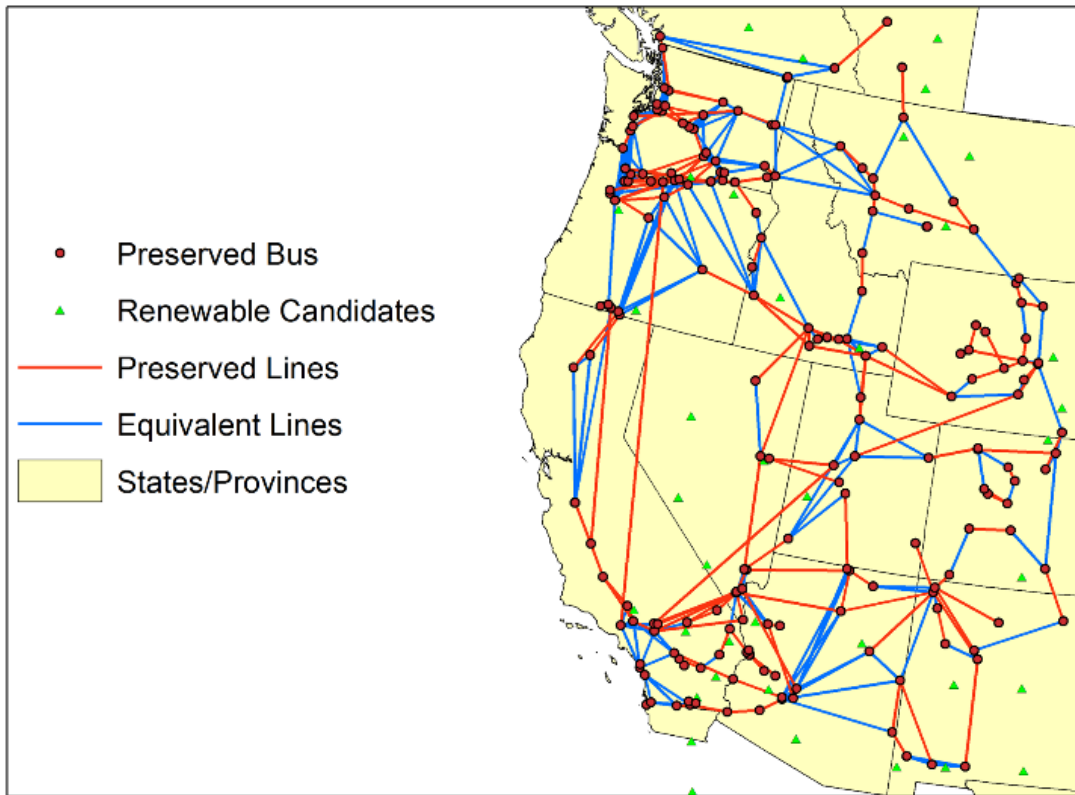 Preserved Bus
Renewable Candidates
Preserved Lines
Equivalent Lines
States/Provinces